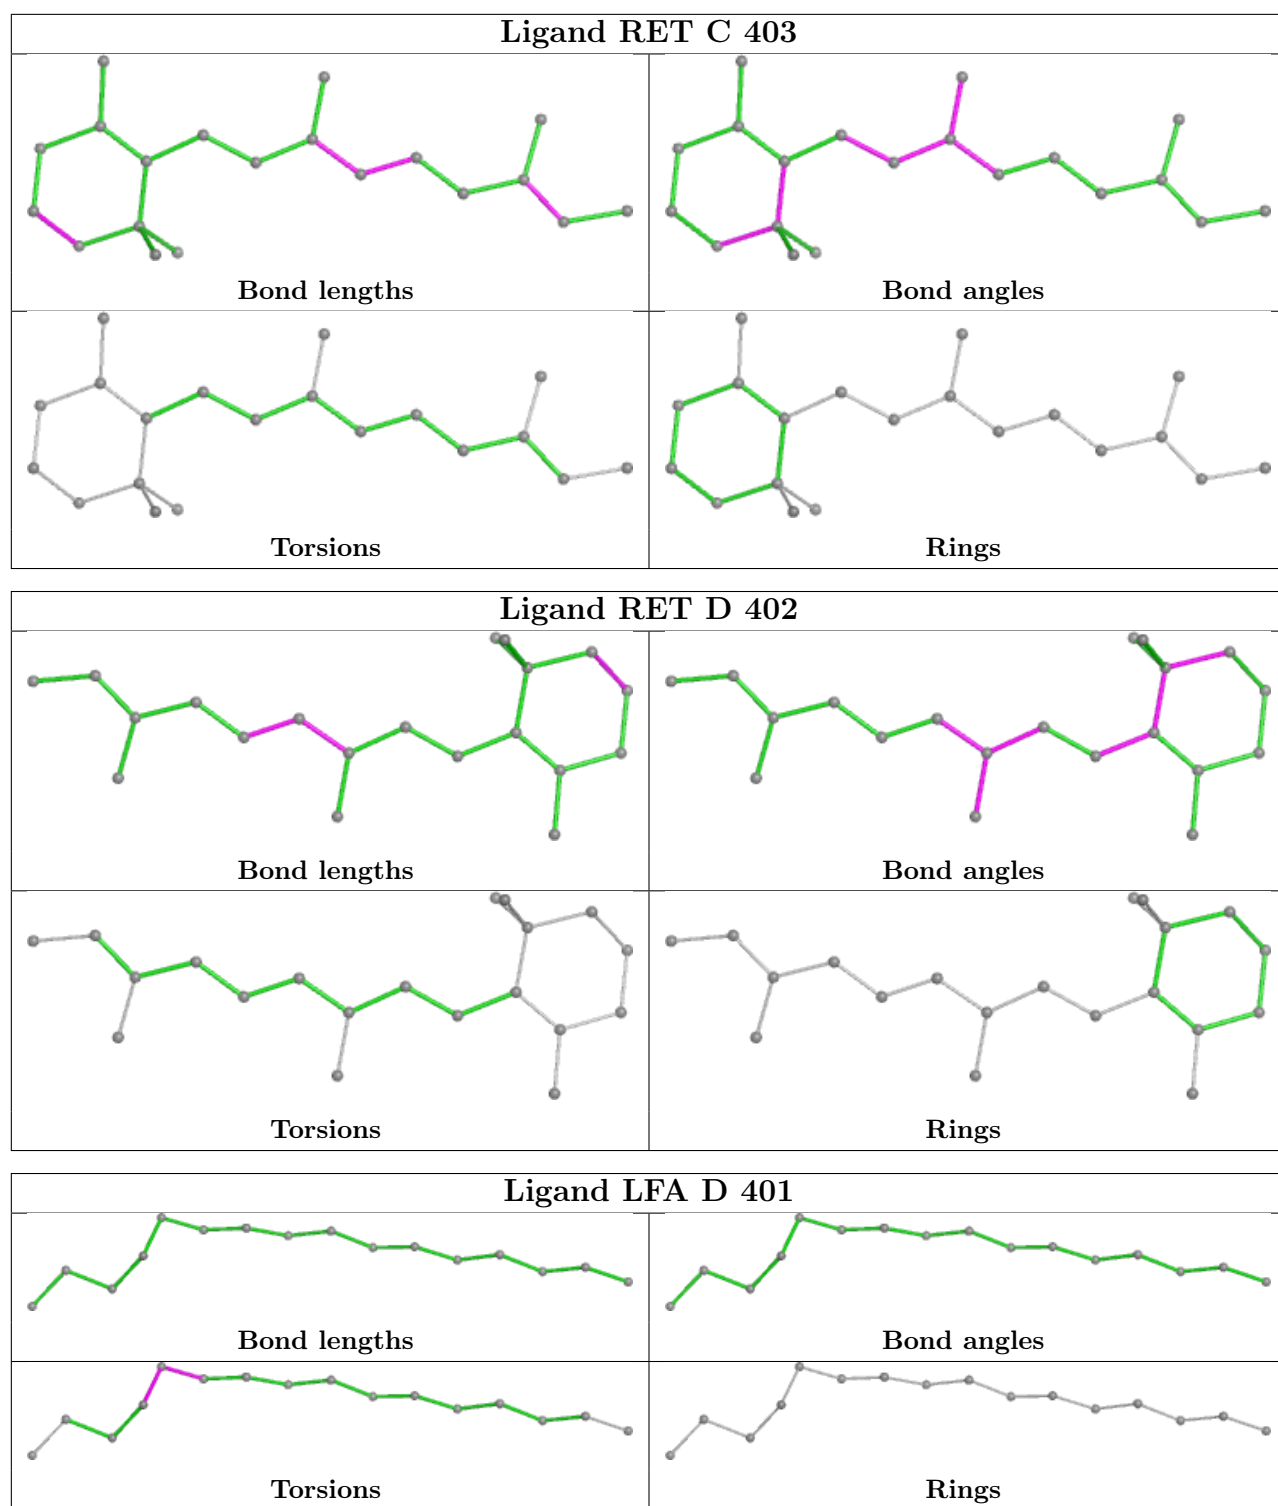 Ligand RET C 403
Bond lengths
Bond angles
Torsions
Rings
Ligand RET D 402
Bond lengths
Bond angles
Torsions
Rings
Ligand LFA D 401
Bond lengths
Bond angles
Torsions
Rings